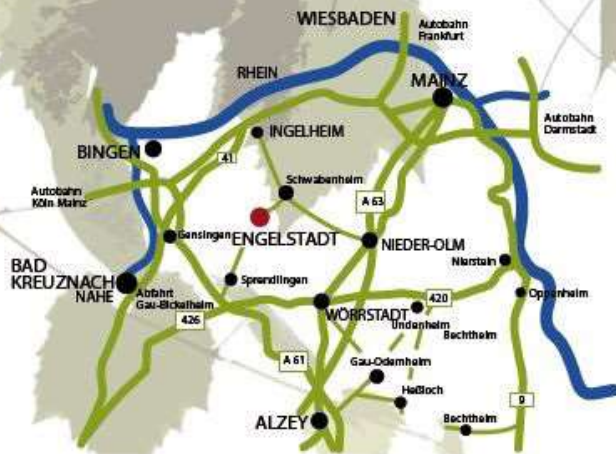 WIESBADEN
Autobahn
Frankfurt
RHEIN
MAINZ
INGELHEIM
Autobahn
Darmstadt
BINGEN
41
Schwabenheim
Autobahn
Köln-Mainz
A 63
Gensingen
ENGELSTADT
NIEDER-OLM
Nierstein
BAD
KREUZNACH
NAHE
Sprendlingen
Abfahrt
Gau-Bickelheim
Oppenheim
420
WÖRRSTADT
426
Undenheim
Bechtheim
A 61
Gau-Odernheim
Heßloch
9
ALZEY
Bechtheim